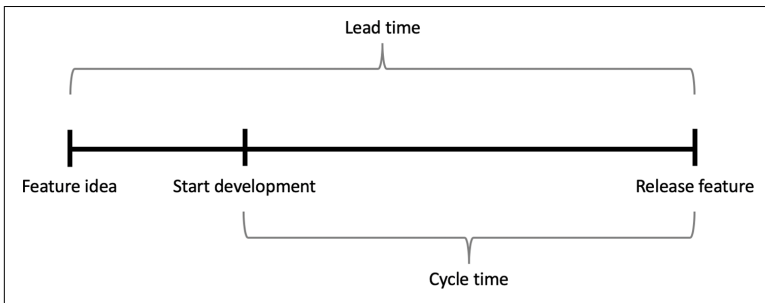 Lead time
Feature idea
Start development
Release feature
Cycle time